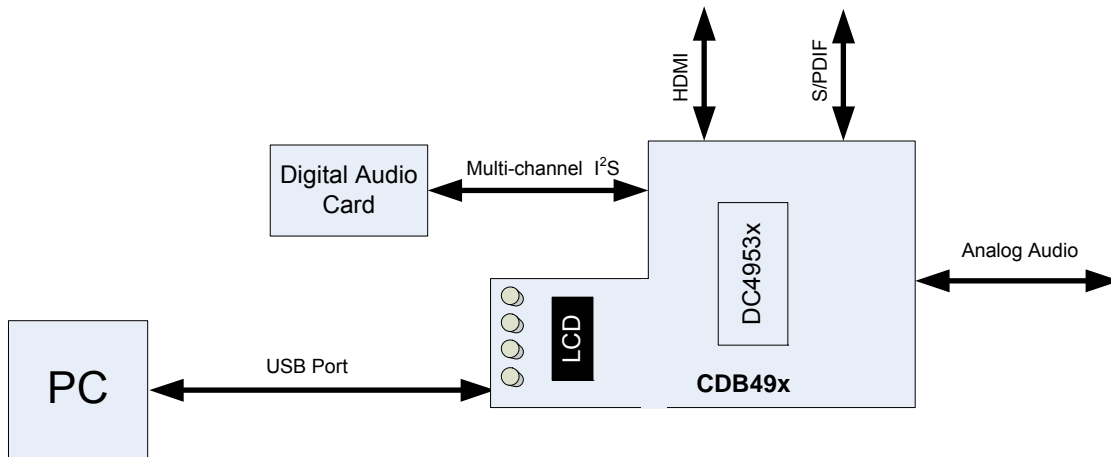 HDMI
S/PDIF
Digital Audio
Card
Multi-channel I²S
DC4953x
Analog Audio
LCD
PC
USB Port
CDB49x